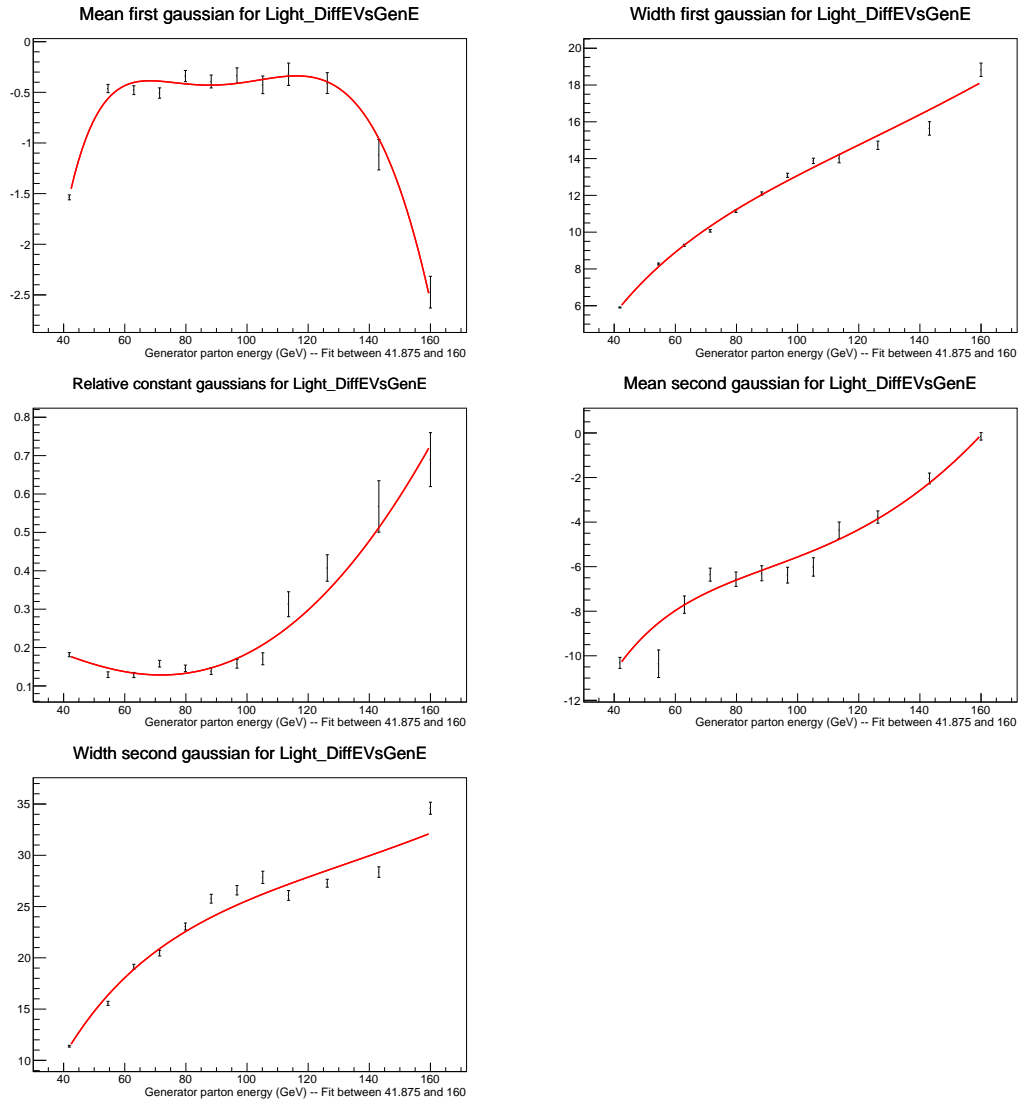 Mean first gaussian for Light_DiffEVsGenE
0
-0.5
-1
-1.5
-2
-2.5
40 60 80 100 120 140 160
Generator parton energy (GeV) -- Fit between 41.875 and 160
Width first gaussian for Light_DiffEVsGenE
20
18
16
14
12
10
8
6
40 60 80 100 120 140 160
Generator parton energy (GeV) -- Fit between 41.875 and 160
Relative constant gaussians for Light_DiffEVsGenE
0.8
0.7
0.6
0.5
0.4
0.3
0.2
0.1
40 60 80 100 120 140 160
Generator parton energy (GeV) -- Fit between 41.875 and 160
Mean second gaussian for Light_DiffEVsGenE
0
-2
-4
-6
-8
-10
-12
40 60 80 100 120 140 160
Generator parton energy (GeV) -- Fit between 41.875 and 160
Width second gaussian for Light_DiffEVsGenE
35
30
25
20
15
10
40 60 80 100 120 140 160
Generator parton energy (GeV) -- Fit between 41.875 and 160